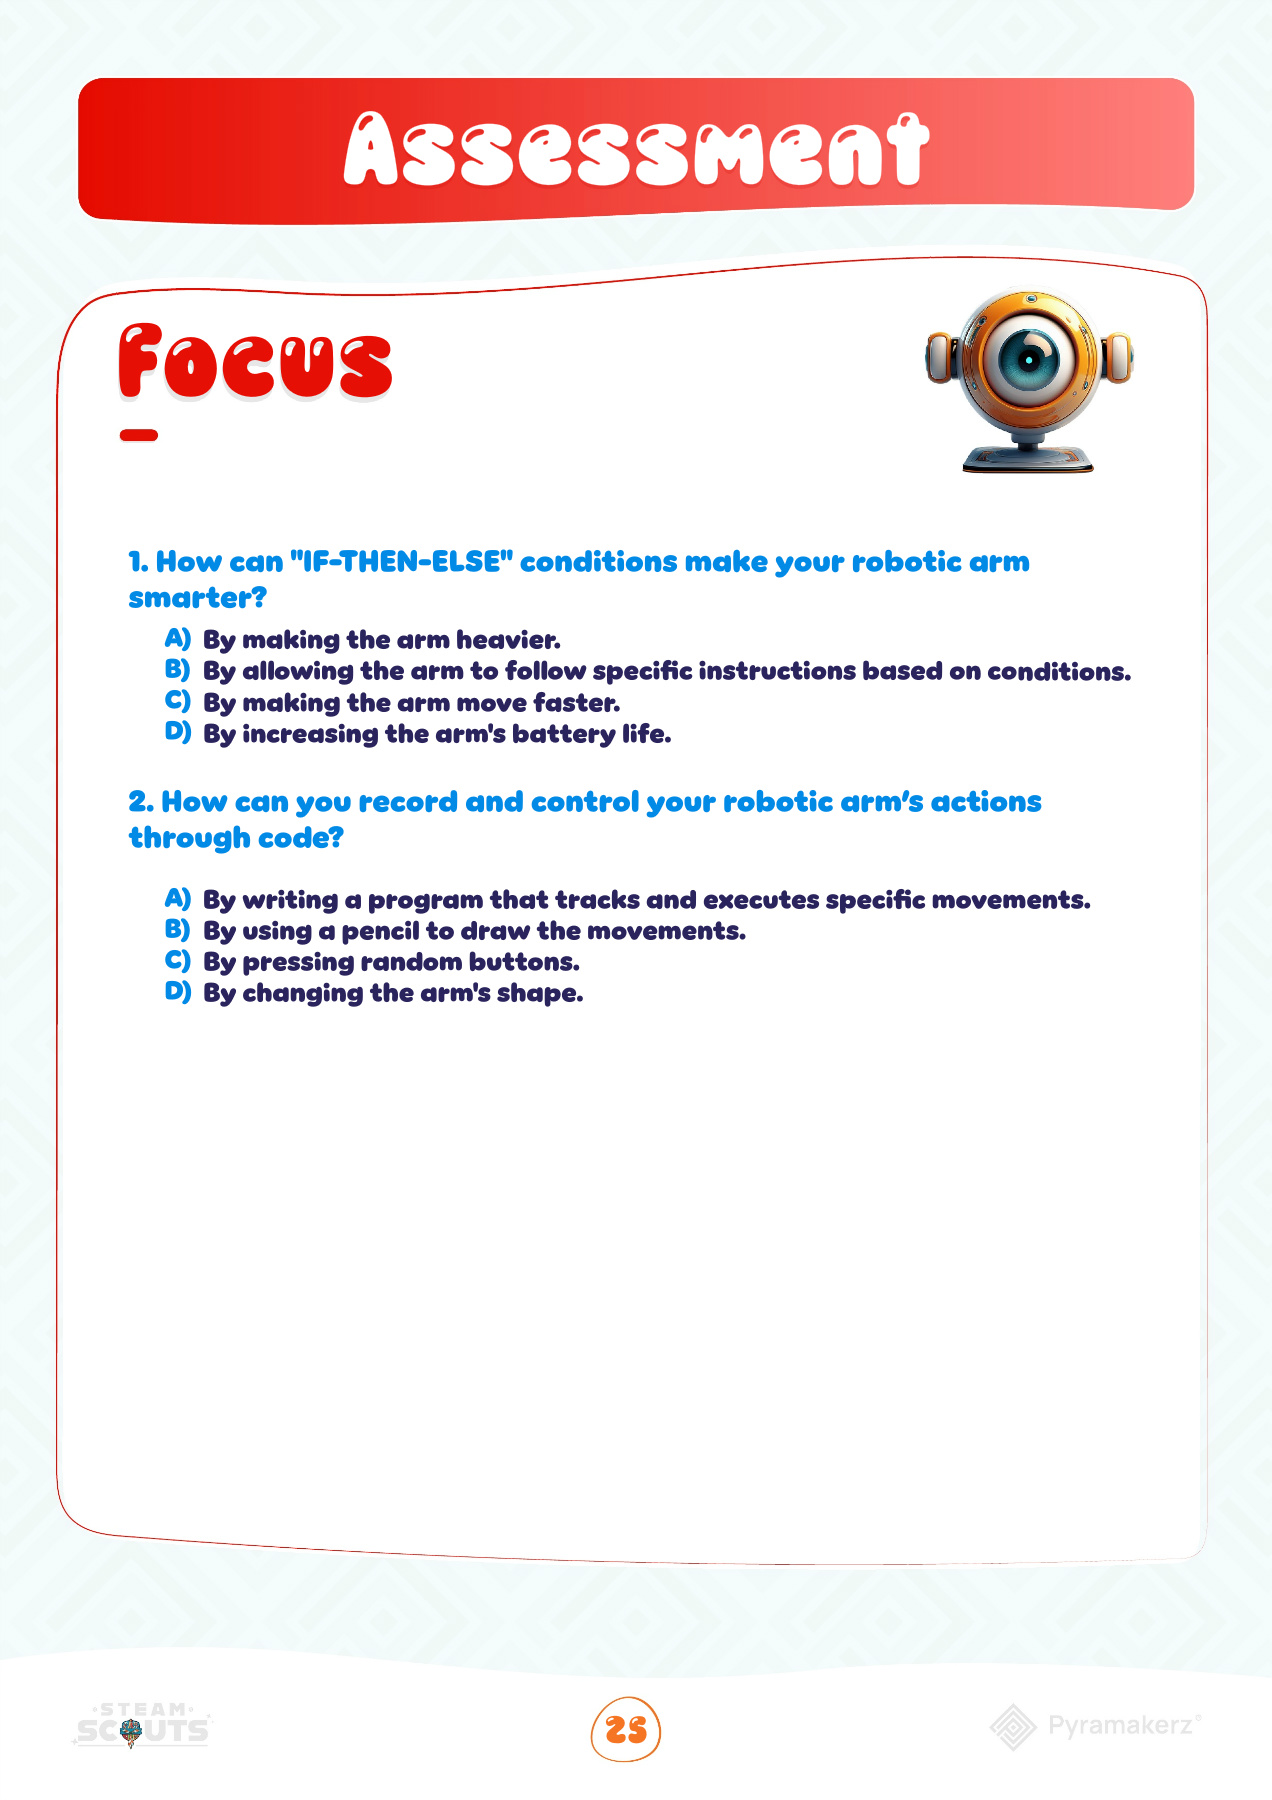 Assessment
Focus
1. How can "IF-THEN-ELSE" conditions make your robotic arm
smarter?
A) By making the arm heavier.
B) By allowing the arm to follow specific instructions based on conditions.
C) By making the arm move faster.
D) By increasing the arm's battery life.
2. How can you record and control your robotic arm's actions
through code?
A) By writing a program that tracks and executes specific movements.
B) By using a pencil to draw the movements.
C) By pressing random buttons.
D) By changing the arm's shape.
STEAM
SCOUTS
25
Pyramakerz